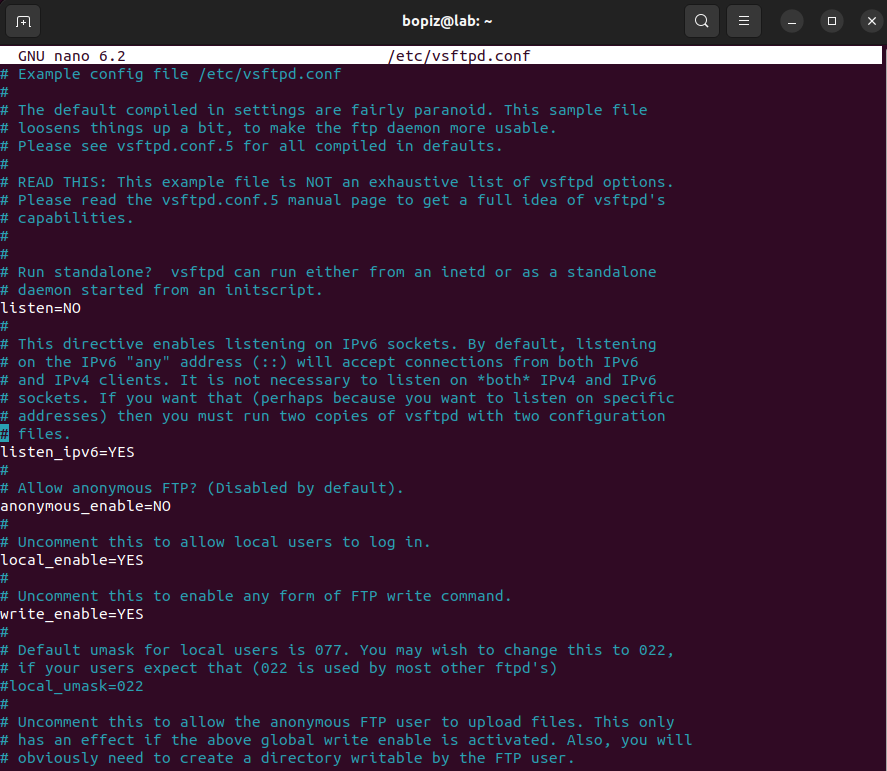 bopiz@lab: ~
GNU nano 6.2 /etc/vsftpd.conf
# Example config file /etc/vsftpd.conf
#
# The default compiled in settings are fairly paranoid. This sample file
# loosens things up a bit, to make the ftp daemon more usable.
# Please see vsftpd.conf.5 for all compiled in defaults.
#
# READ THIS: This example file is NOT an exhaustive list of vsftpd options.
# Please read the vsftpd.conf.5 manual page to get a full idea of vsftpd's
# capabilities.
#
#
# Run standalone?  vsftpd can run either from an inetd or as a standalone
# daemon started from an initscript.
listen=NO
#
# This directive enables listening on IPv6 sockets. By default, listening
# on the IPv6 "any" address (::) will accept connections from both IPv6
# and IPv4 clients. It is not necessary to listen on *both* IPv4 and IPv6
# sockets. If you want that (perhaps because you want to listen on specific
# addresses) then you must run two copies of vsftpd with two configuration
# files.
listen_ipv6=YES
#
# Allow anonymous FTP? (Disabled by default).
anonymous_enable=NO
#
# Uncomment this to allow local users to log in.
local_enable=YES
#
# Uncomment this to enable any form of FTP write command.
write_enable=YES
#
# Default umask for local users is 077. You may wish to change this to 022,
# if your users expect that (022 is used by most other ftpd's)
#local_umask=022
#
# Uncomment this to allow the anonymous FTP user to upload files. This only
# has an effect if the above global write enable is activated. Also, you will
# obviously need to create a directory writable by the FTP user.